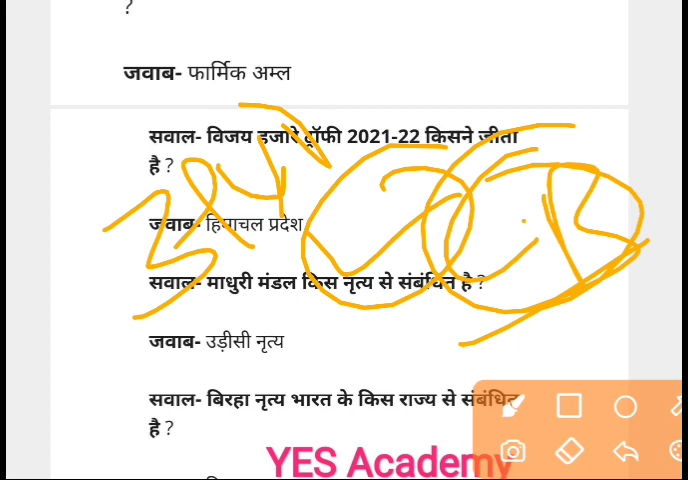 ?
जवाब- फार्मिक अम्ल
सवाल- विजय हजारे ट्रॉफी 2021-22 किसने जीता
है ?
जवाब- हिमाचल प्रदेश
सवाल- माधुरी मंडल किस नृत्य से संबंधित है ?
जवाब- उड़ीसी नृत्य
सवाल- बिरहा नृत्य भारत के किस राज्य से संबंधित
है ?
YES Academy